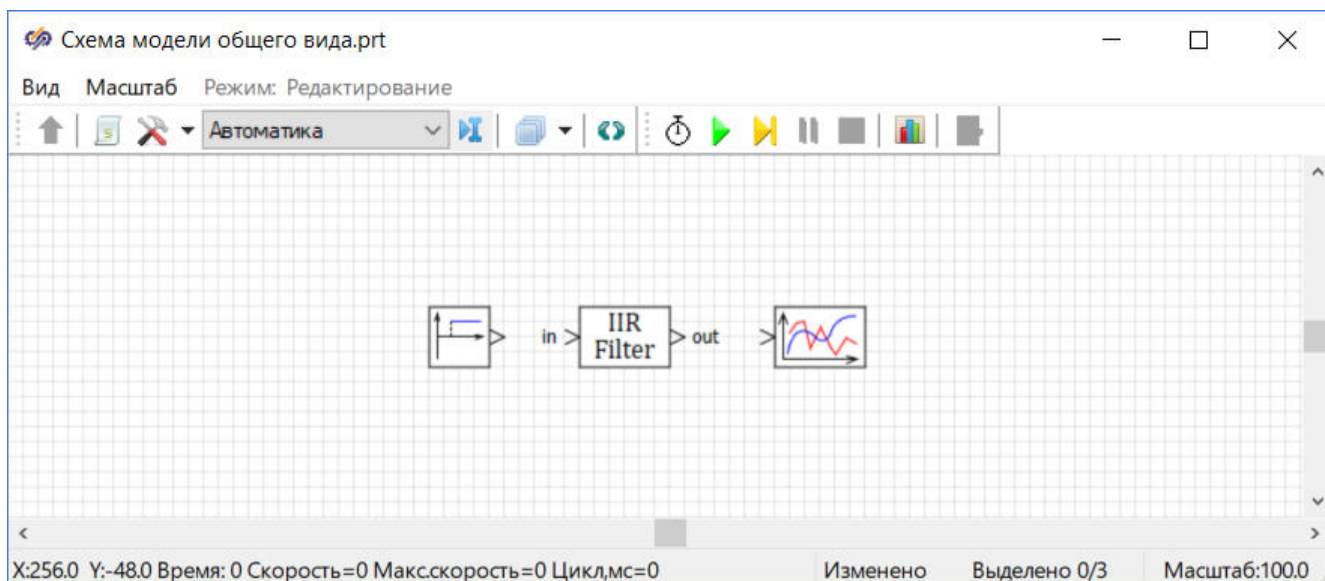 Схема модели общего вида.prt
Вид Масштаб Режим: Редактирование
Автоматика
in IIR Filter out
X:256.0 Y:-48.0 Время: 0 Скорость=0 Макс.скорость=0 Цикл,мс=0 Изменено Выделено 0/3 Масштаб:100.0